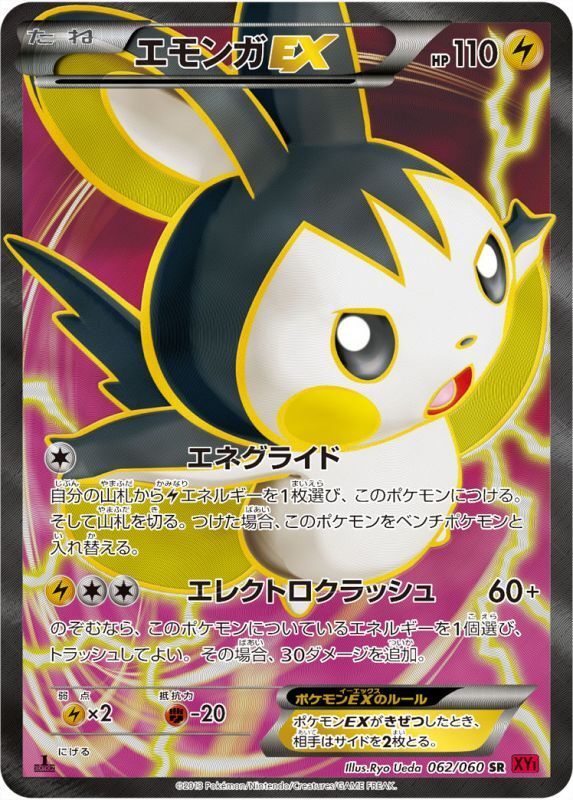 たね エモンガEX HP110
エネグライド
自分の山札から エネルギーを1枚選び、このポケモンにつける。
そして山札を切る。つけた場合、このポケモンをベンチポケモンと
入れ替える。
エレクトロクラッシュ 60+
のぞむなら、このポケモンについているエネルギーを1個選び、
トラッシュしてよい。その場合、30ダメージを追加。
弱点 抵抗力
×2 -20
にげる
ポケモンEXのルール
ポケモンEXがきぜつしたとき、
相手はサイドを2枚とる。
Illus.Ryo Ueda 062/060 SR XYi
©2013 Pokémon/Nintendo/Creatures/GAME FREAK.